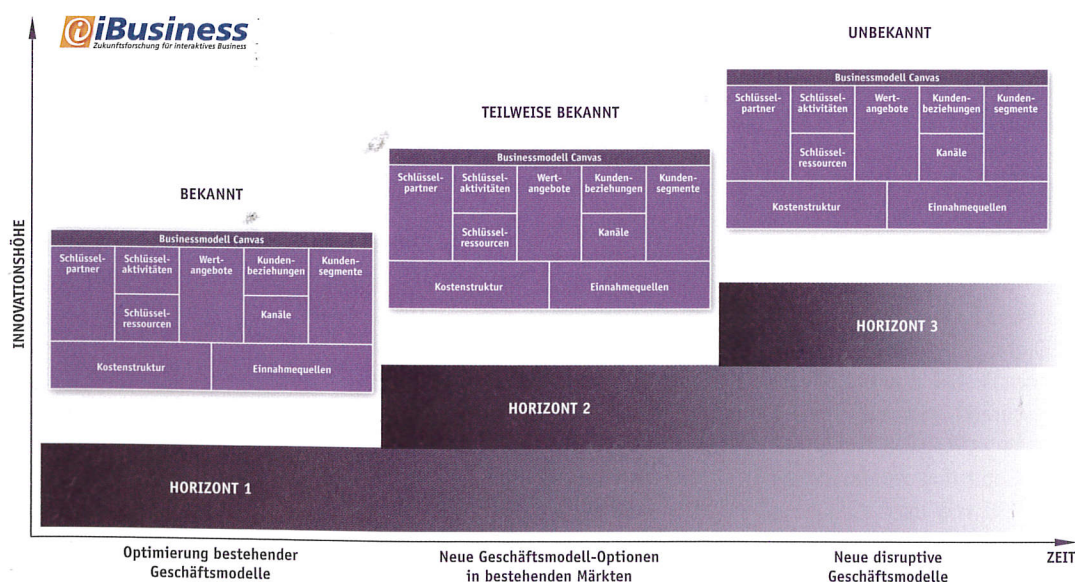 iBusiness
Zukunftsforschung für interaktives Business
UNBEKANNT
Businessmodell Canvas
Schlüssel-
partner
Schlüssel-
aktivitäten
Schlüssel-
ressourcen
Wert-
angebote
Kunden-
beziehungen
Kanäle
Kunden-
segmente
Kostenstruktur
Einnahmequellen
TEILWEISE BEKANNT
Businessmodell Canvas
Schlüssel-
partner
Schlüssel-
aktivitäten
Schlüssel-
ressourcen
Wert-
angebote
Kunden-
beziehungen
Kanäle
Kunden-
segmente
Kostenstruktur
Einnahmequellen
BEKANNT
Businessmodell Canvas
Schlüssel-
partner
Schlüssel-
aktivitäten
Schlüssel-
ressourcen
Wert-
angebote
Kunden-
beziehungen
Kanäle
Kunden-
segmente
Kostenstruktur
Einnahmequellen
INNOVATIONSHÖHE
HORIZONT 3
HORIZONT 2
HORIZONT 1
Optimierung bestehender
Geschäftsmodelle
Neue Geschäftsmodell-Optionen
in bestehenden Märkten
Neue disruptive
Geschäftsmodelle
ZEIT